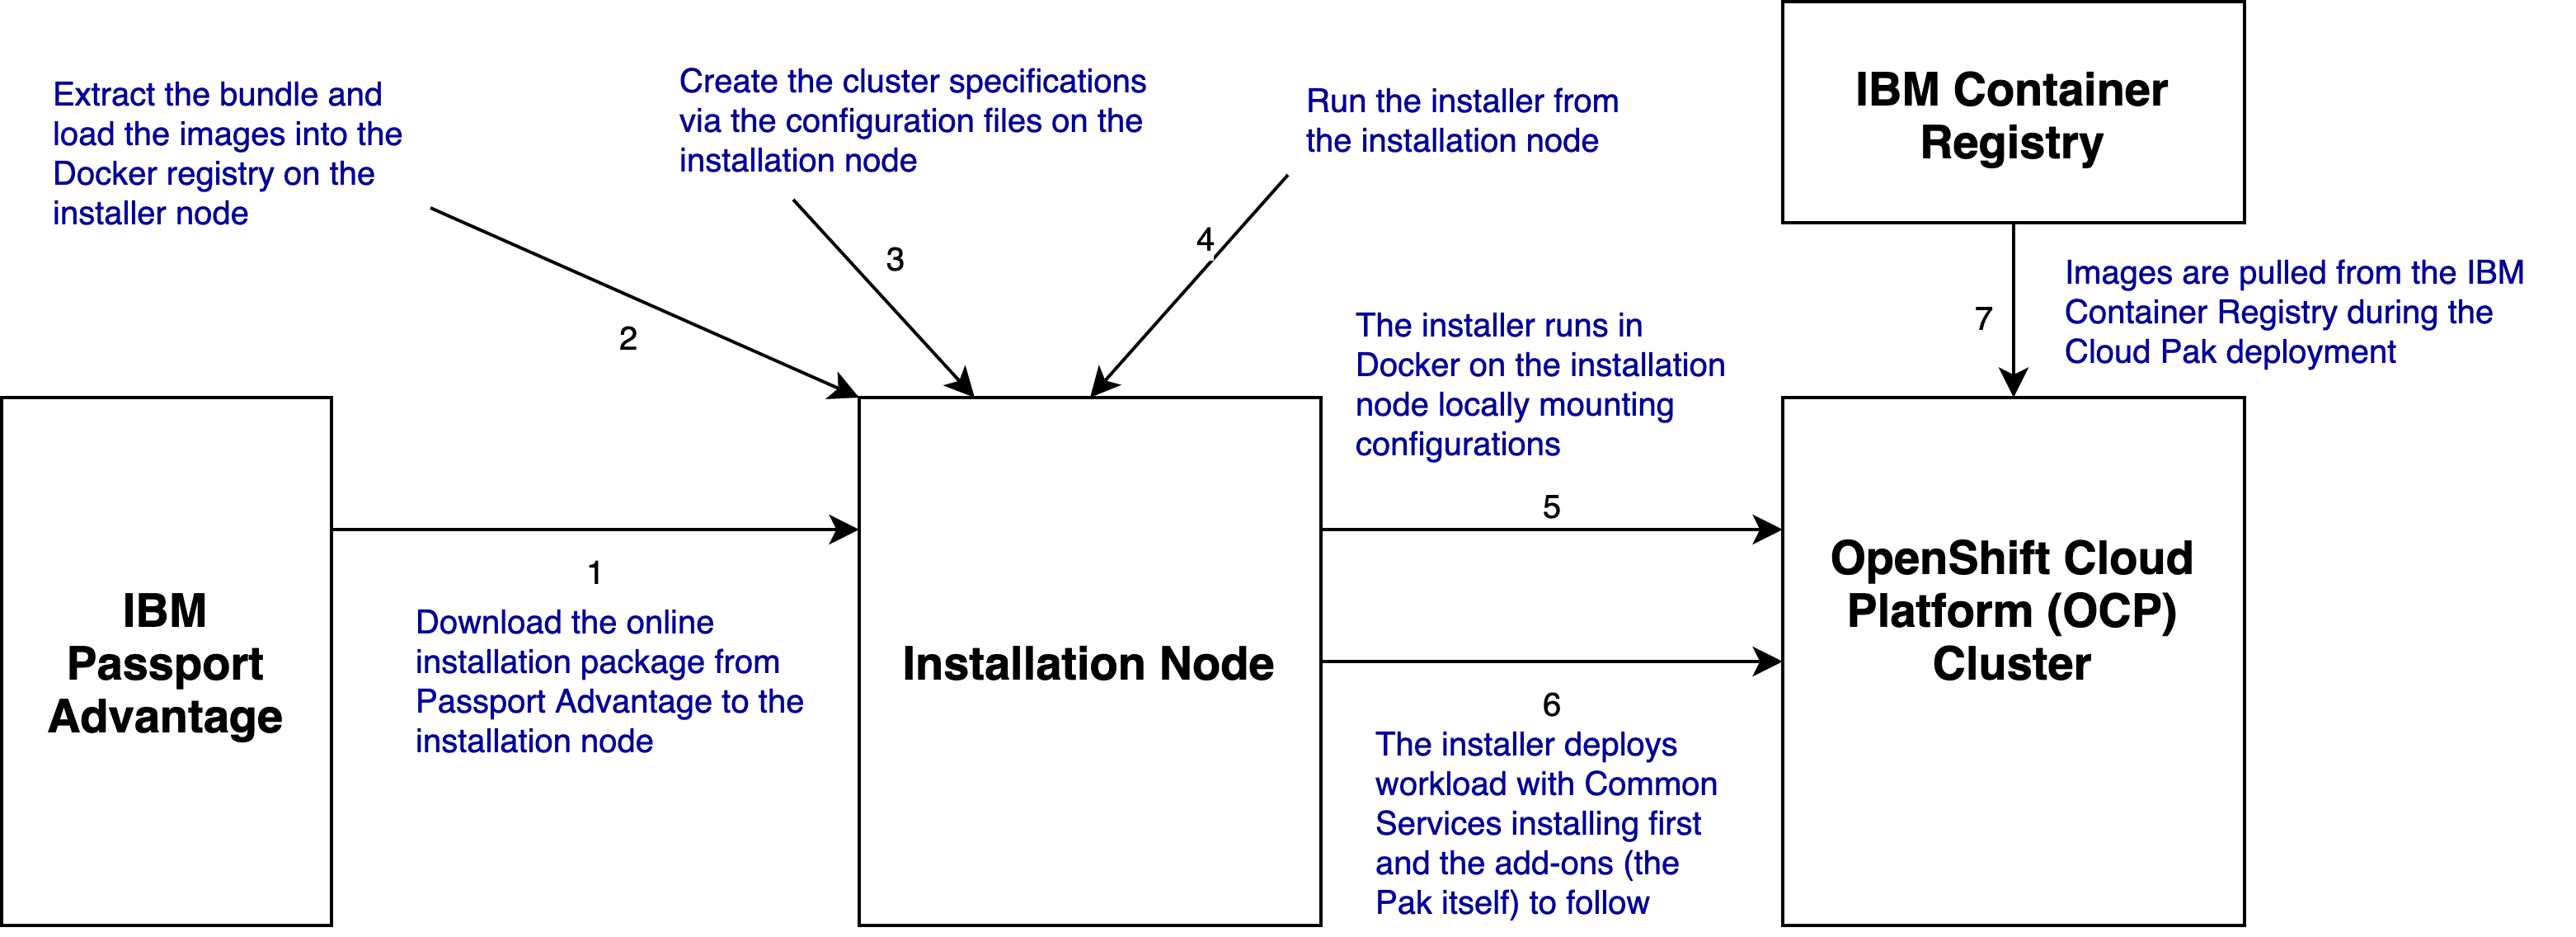 Extract the bundle and
load the images into the
Docker registry on the
installer node
2
Create the cluster specifications
via the configuration files on the
installation node
3
Run the installer from
the installation node
4
IBM Container
Registry
7
Images are pulled from the IBM
Container Registry during the
Cloud Pak deployment
IBM
Passport
Advantage
1
Download the online
installation package from
Passport Advantage to the
installation node
Installation Node
The installer runs in
Docker on the installation
node locally mounting
configurations
5
6
The installer deploys
workload with Common
Services installing first
and the add-ons (the
Pak itself) to follow
OpenShift Cloud
Platform (OCP)
Cluster